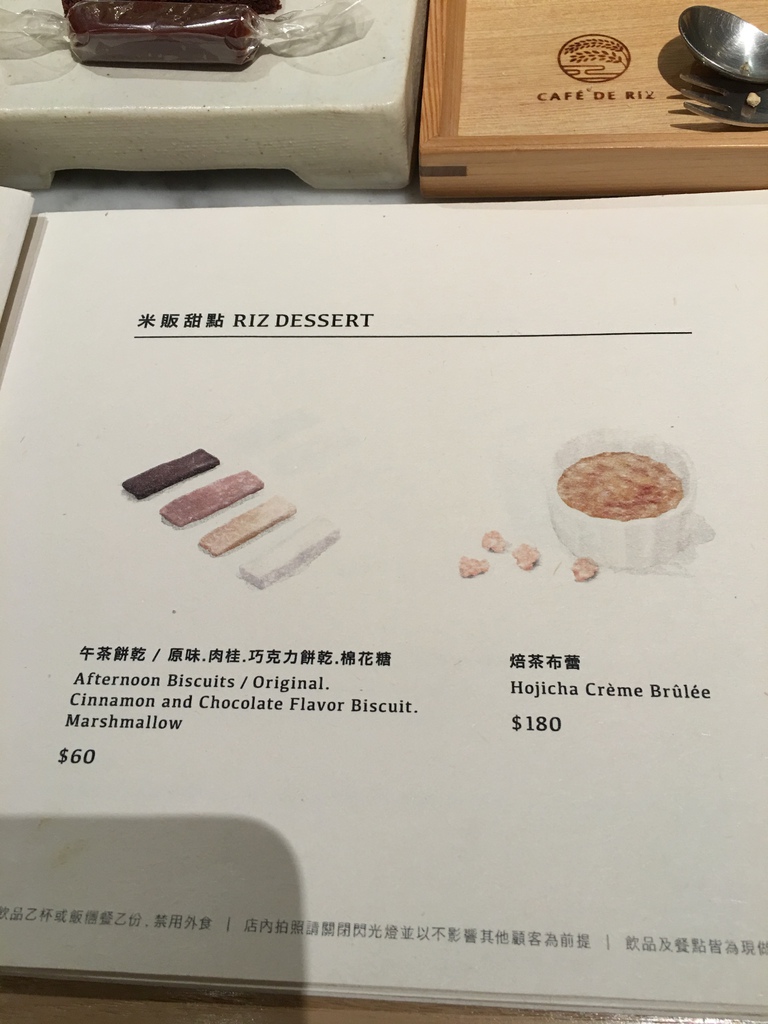 CAFÉ DE RIZ
米販甜點 RIZ DESSERT
午茶餅乾 / 原味.肉桂.巧克力餅乾.棉花糖
Afternoon Biscuits / Original.
Cinnamon and Chocolate Flavor Biscuit.
Marshmallow
$60
焙茶布蕾
Hojicha Crème Brûlée
$180
飲品乙杯或飯糰餐乙份, 禁用外食 | 店內拍照請關閉閃光燈並以不影響其他顧客為前提 | 飲品及餐點皆為現做